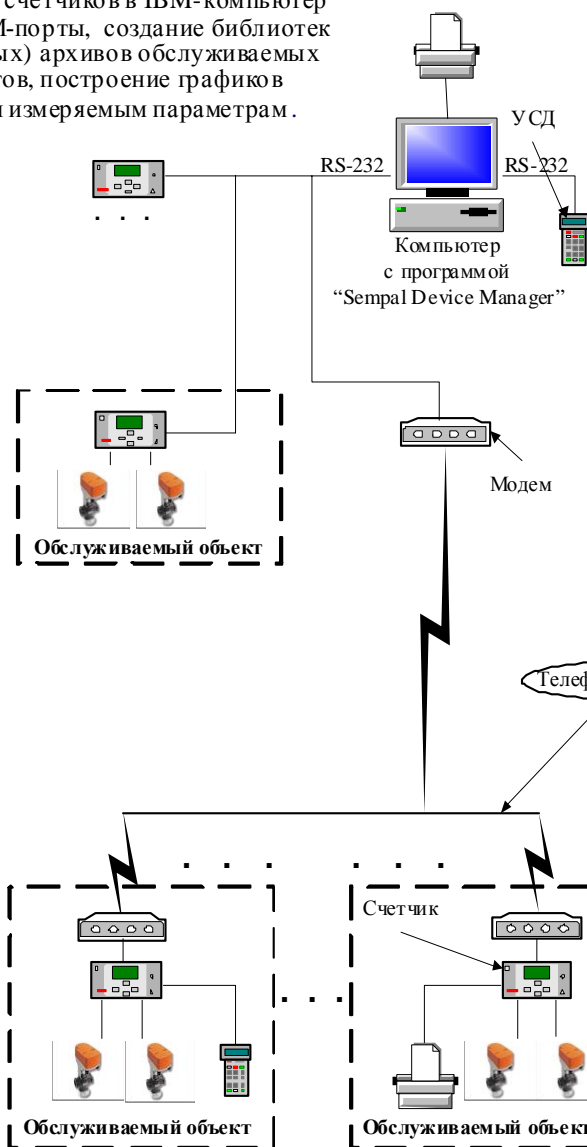 счетчиков в IBM-компьютер
М-порты, создание библиотек
ых) архивов обслуживаемых
тов, построение графиков
и измеряемым параметрам.
УСД
RS-232
RS-232
Компьютер
с программой
“Sempal Device Manager”
Модем
Обслуживаемый объект
Телеф
Счетчик
Обслуживаемый объект
Обслуживаемый объект